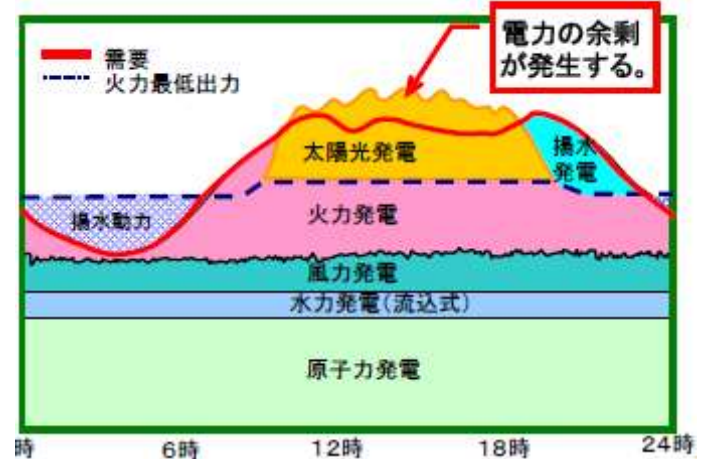 電力の余剰
が発生する。
需要
火力最低出力
太陽光発電
揚水
発電
揚水動力
火力発電
風力発電
水力発電(流込式)
原子力発電
時 6時 12時 18時 24時